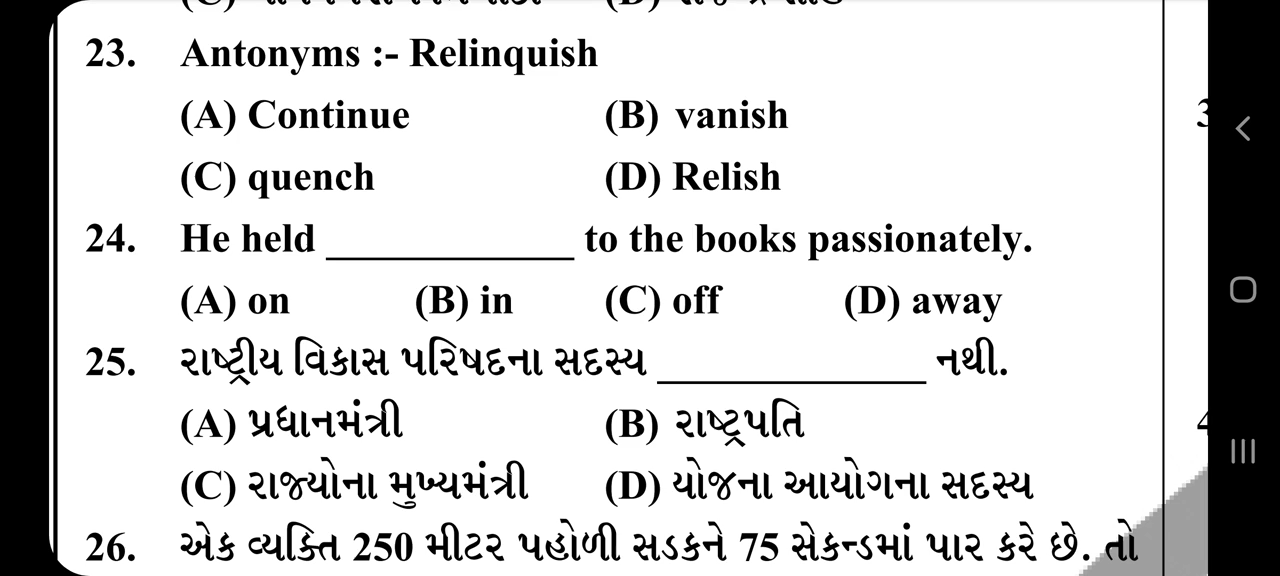 23. Antonyms :- Relinquish
(A) Continue (B) vanish
(C) quench (D) Relish
24. He held ____________ to the books passionately.
(A) on (B) in (C) off (D) away
25. રાષ્ટ્રીય વિકાસ પરિષદના સદસ્ય ____________ નથી.
(A) પ્રધાનમંત્રી (B) રાષ્ટ્રપતિ
(C) રાજ્યોના મુખ્યમંત્રી (D) યોજના આયોગના સદસ્ય
26. એક વ્યક્તિ 250 મીટર પહોળી સડકને 75 સેકન્ડમાં પાર કરે છે. તો